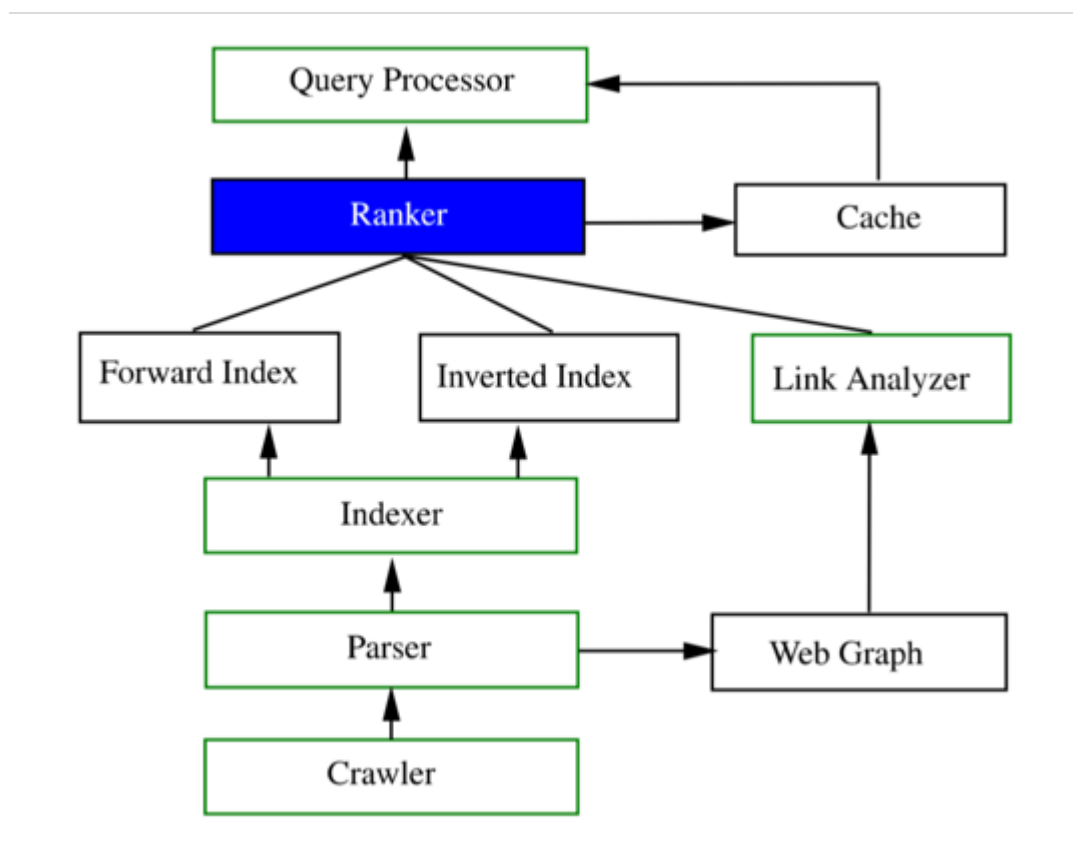 Query Processor
Ranker
Cache
Forward Index
Inverted Index
Link Analyzer
Indexer
Parser
Web Graph
Crawler